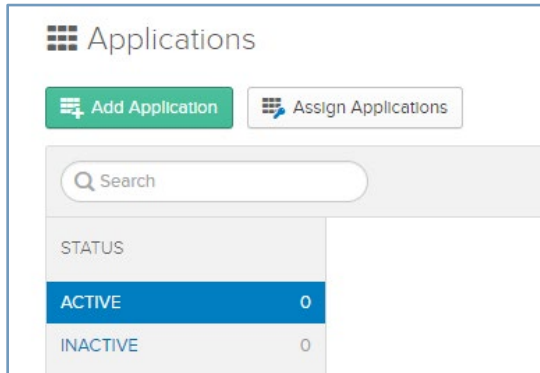 Applications
Add Application
Assign Applications
Search
STATUS
ACTIVE 0
INACTIVE 0